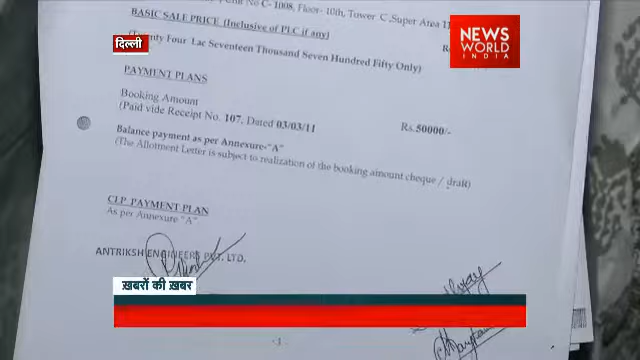 No C- 1008, Floor- 10th, Tower C, Super Area
BASIC SALE PRICE (Inclusive of PLC if any)
(Twenty Four Lac Seventeen Thousand Seven Hundred Fifty Only)
दिल्ली
NEWS
WORLD
INDIA
PAYMENT PLANS
Booking Amount
(Paid vide Receipt No. 107, Dated 03/03/11
Rs.50000/-
Balance payment as per Annexure-"A"
(The Allotment Letter is subject to realization of the booking amount cheque / draft)
CLP PAYMENT PLAN
As per Annexure "A"
ANTRIKSH ENGINEERS PVT. LTD.
ख़बरों की ख़बर